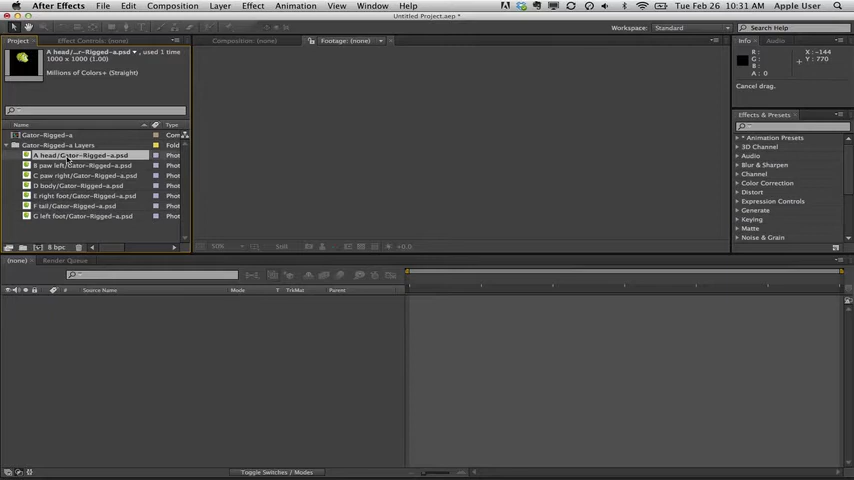 After Effects File Edit Composition Layer Effect Animation View Window Help Tue Feb 26 10:31 AM Apple User
Untitled Project.aep *
Workspace: Standard Search Help
Project Effect Controls: (none) Composition: (none) Footage: (none) Info Audio
A head/...r-Rigged-a.psd ▾, used 1 time
1000 x 1000 (1.00)
Millions of Colors+ (Straight)
R :
G :
B :
A : 0
X : -144
Y : 770
Cancel drag.
Effects & Presets
Name Type
Gator-Rigged-a Com
Gator-Rigged-a Layers Fold
A head/Gator-Rigged-a.psd Phot
B paw left/Gator-Rigged-a.psd Phot
C paw right/Gator-Rigged-a.psd Phot
D body/Gator-Rigged-a.psd Phot
E right foot/Gator-Rigged-a.psd Phot
F tail/Gator-Rigged-a.psd Phot
G left foot/Gator-Rigged-a.psd Phot
* Animation Presets
3D Channel
Audio
Blur & Sharpen
Channel
Color Correction
Distort
Expression Controls
Generate
Keying
Matte
Noise & Grain
8 bpc 50% Still +0.0
(none) Render Queue
# Source Name Mode TrkMat Parent
Toggle Switches / Modes